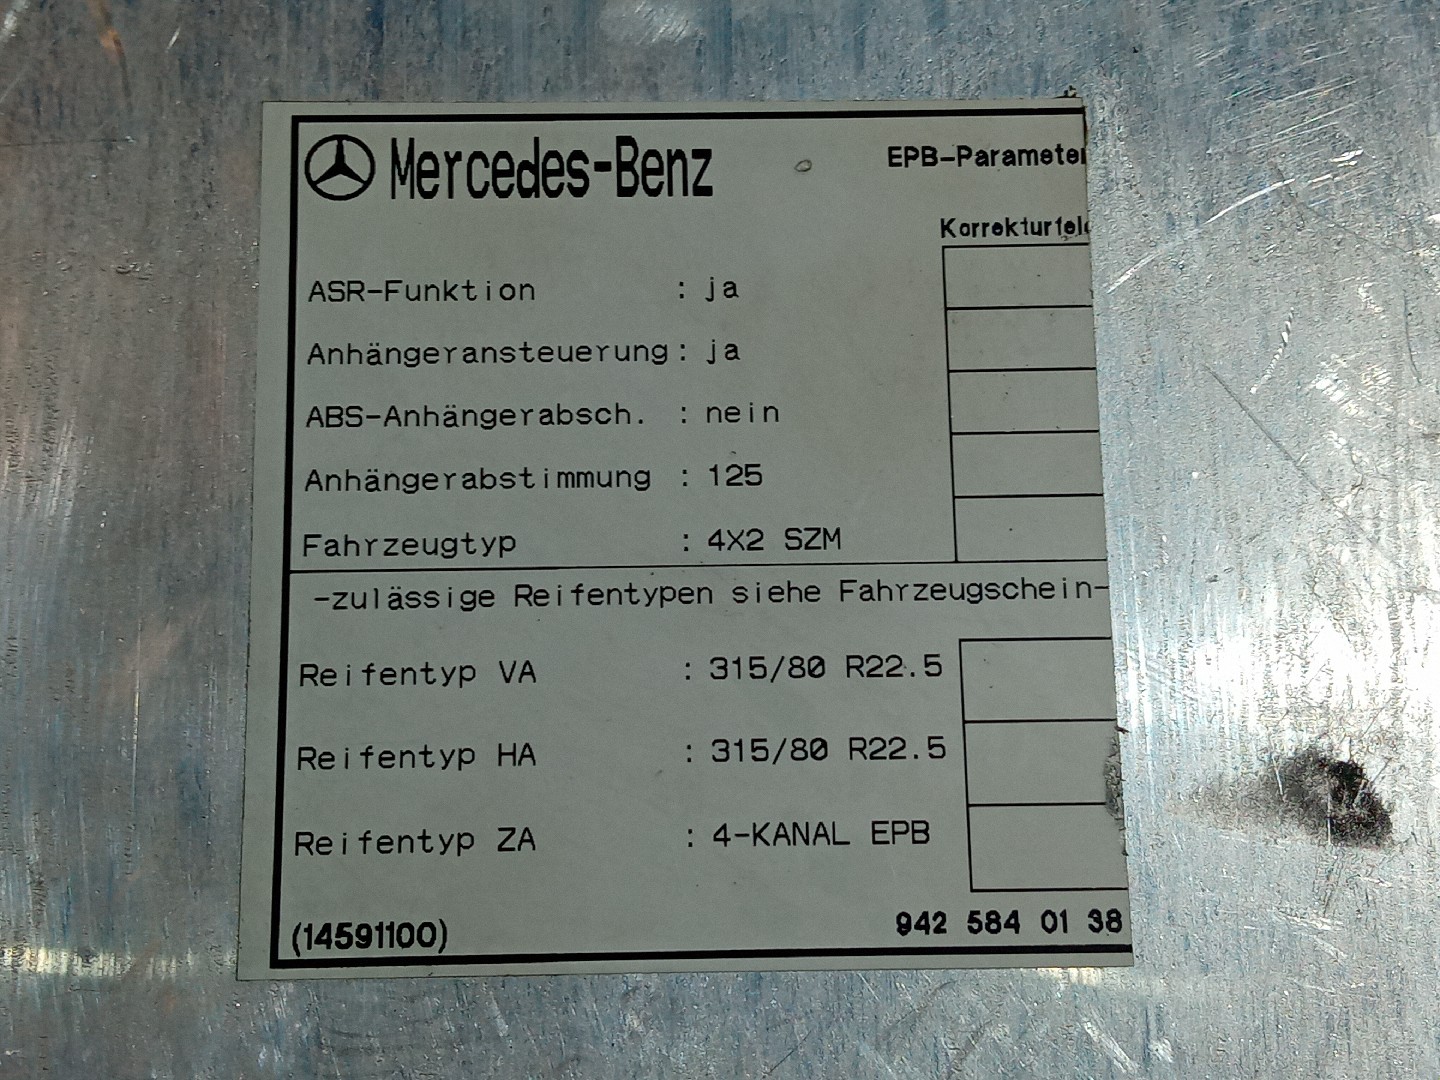 Mercedes-Benz
EPB-Parameter
Korrekturfeld
ASR-Funktion : ja
Anhängeransteuerung : ja
ABS-Anhängerabsch. : nein
Anhängerabstimmung : 125
Fahrzeugtyp : 4X2 SZM
-zulässige Reifentypen siehe Fahrzeugschein-
Reifentyp VA : 315/80 R22.5
Reifentyp HA : 315/80 R22.5
Reifentyp ZA : 4-KANAL EPB
(14591100) 942 584 01 38